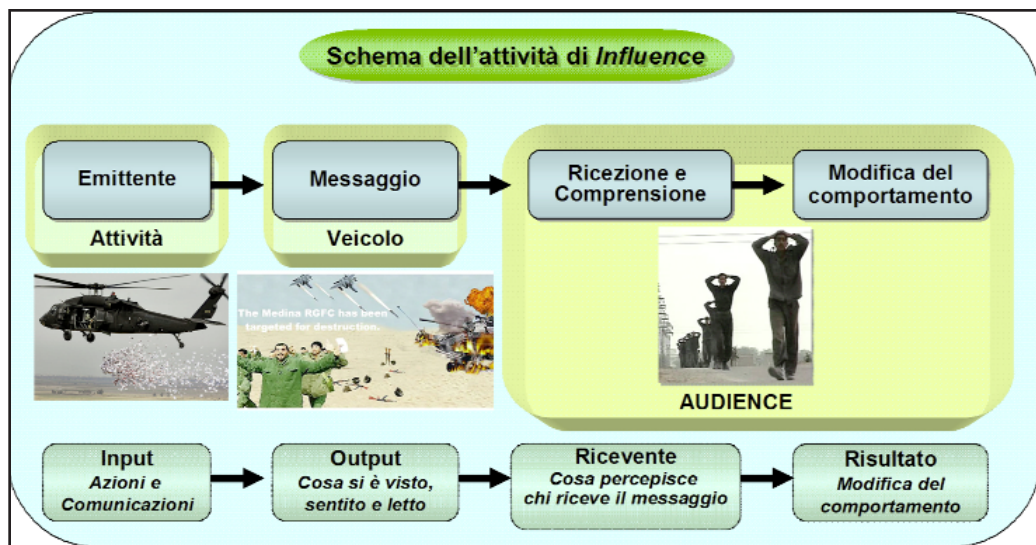 Schema dell'attività di Influence
Emittente
Attività
Messaggio
Veicolo
Ricezione e
Comprensione
Modifica del
comportamento
The Medina RGFC has been
targeted for destruction.
AUDIENCE
Input
Azioni e
Comunicazioni
Output
Cosa si è visto,
sentito e letto
Ricevente
Cosa percepisce
chi riceve il messaggio
Risultato
Modifica del
comportamento